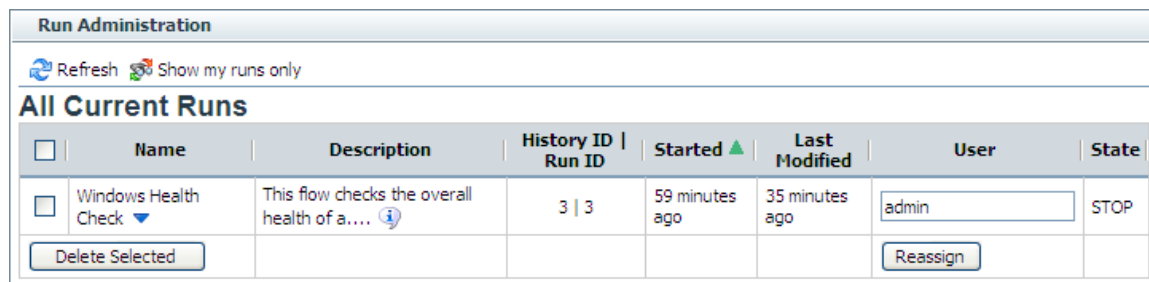 Run Administration
Refresh Show my runs only
All Current Runs
Name Description History ID | Run ID Started Last Modified User State
Windows Health Check This flow checks the overall health of a.... 3 | 3 59 minutes ago 35 minutes ago admin STOP
Delete Selected Reassign